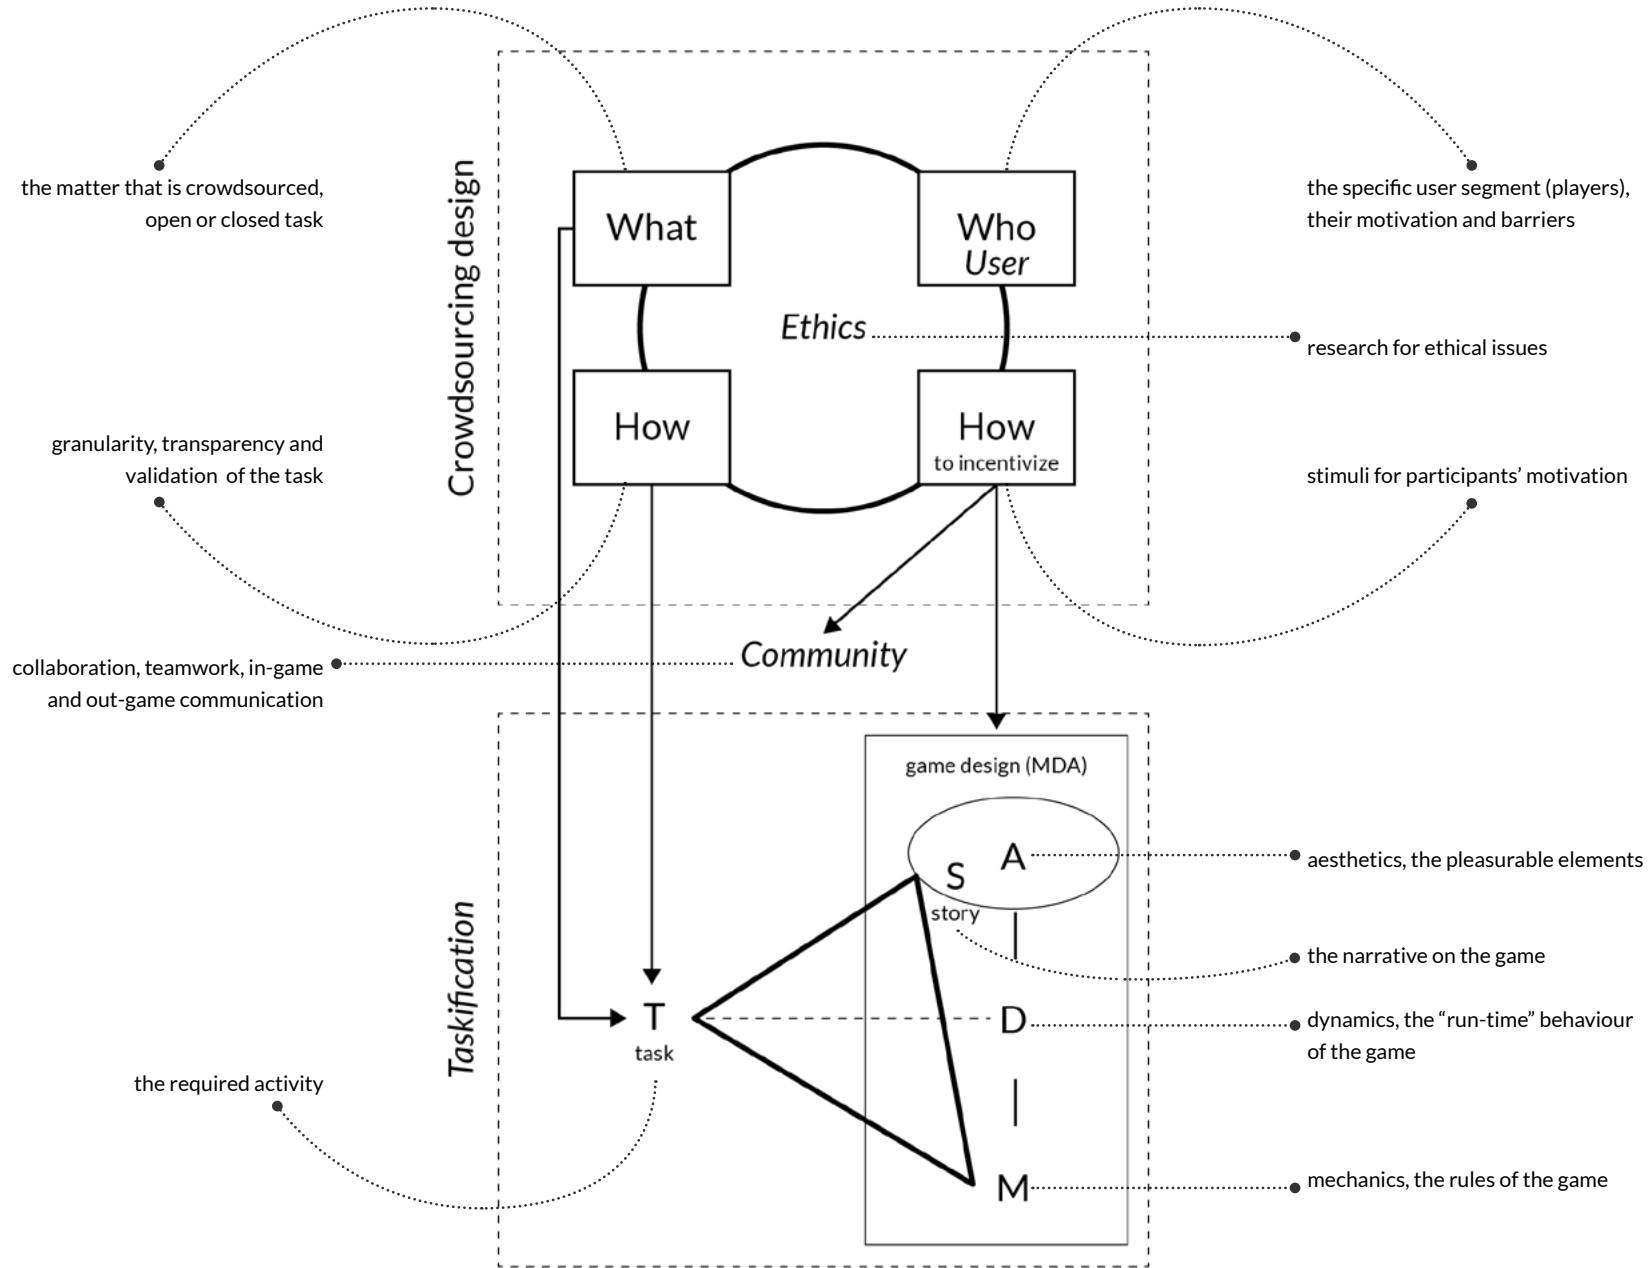 the matter that is crowdsourced,
open or closed task
the specific user segment (players),
their motivation and barriers
Crowdsourcing design
What
Who
User
Ethics
research for ethical issues
How
How
to incentivize
granularity, transparency and
validation of the task
stimuli for participants’ motivation
Community
collaboration, teamwork, in-game
and out-game communication
Taskification
game design (MDA)
A
aesthetics, the pleasurable elements
S
story
the narrative on the game
T
task
D
dynamics, the “run-time” behaviour
of the game
the required activity
M
mechanics, the rules of the game